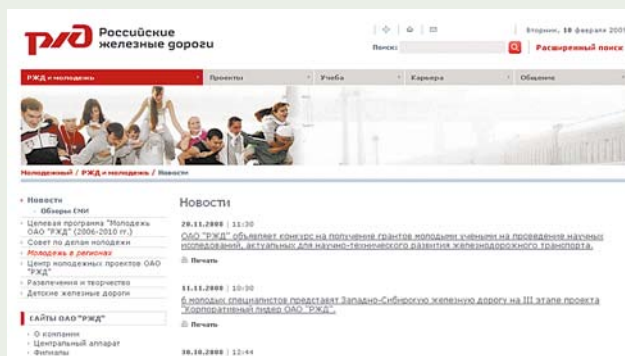 ржд Российские
железные дороги
Вторник, 10 февраля 2009
Поиск:
Расширенный поиск
РЖД и молодежь
Проекты
Учеба
Карьера
Общение
Молодежный / РЖД и молодежь / Новости
Новости
Обзоры СМИ
Целевая программа "Молодежь
ОАО "РЖД" (2006-2010 гг.)
Совет по делам молодежи
Молодежь в регионах
Центр молодежных проектов ОАО
"РЖД"
Развлечения и творчество
Детские железные дороги
САЙТЫ ОАО "РЖД"
О компании
Центральный аппарат
Филиалы
Новости
20.11.2008 | 11:30
ОАО "РЖД" объявляет конкурс на получение грантов молодыми учеными на проведение научных
исследований, актуальных для научно-технического развития железнодорожного транспорта.
Печать
11.11.2008 | 10:30
6 молодых специалистов представят Западно-Сибирскую железную дорогу на III этапе проекта
"Корпоративный лидер ОАО "РЖД".
Печать
30.10.2008 | 12:44